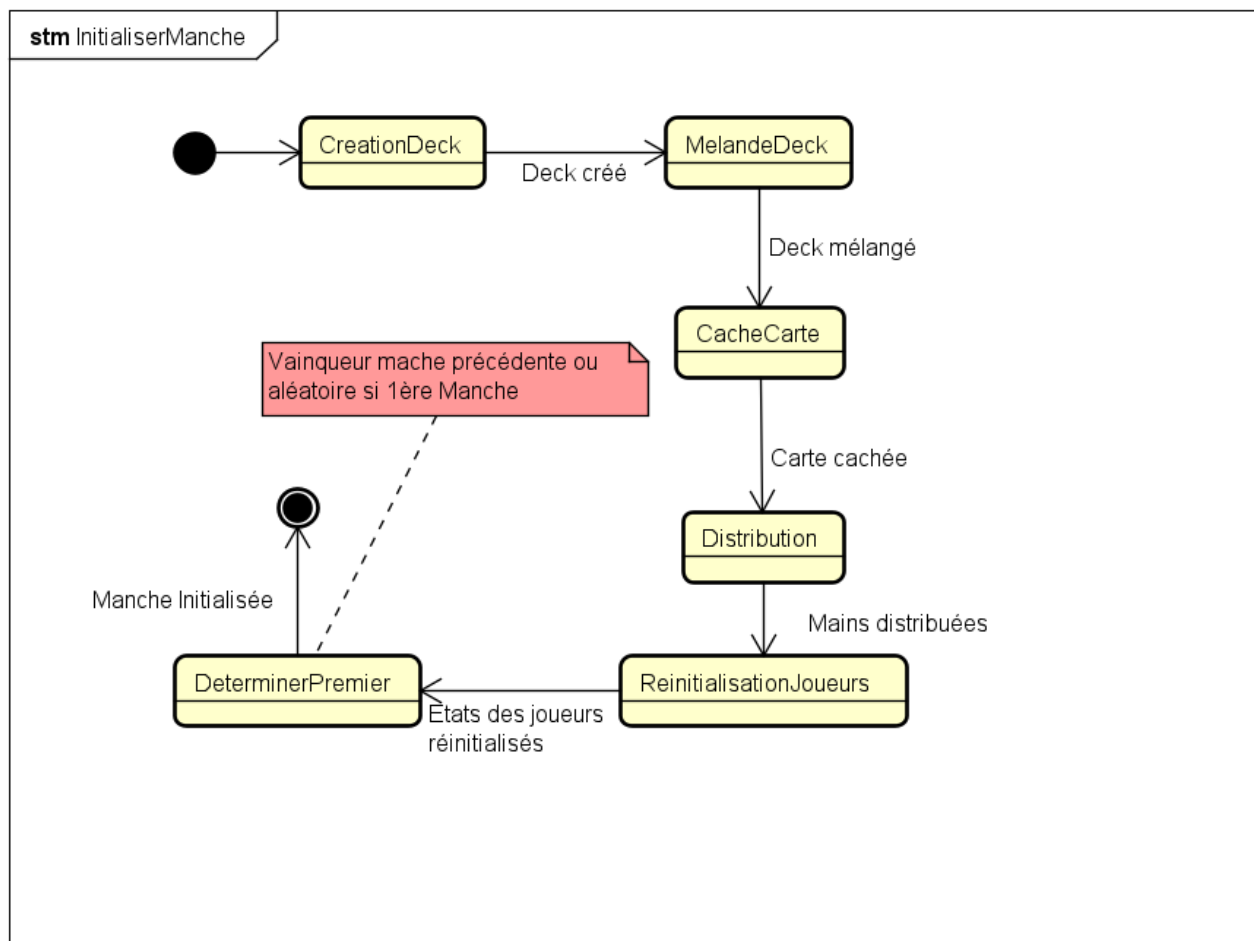 stm InitialiserManche
CreationDeck
Deck créé
MelandeDeck
Deck mélangé
CacheCarte
Vainqueur mache précédente ou
aléatoire si 1ère Manche
Carte cachée
Distribution
Manche Initialisée
Mains distribuées
DeterminerPremier
ReinitialisationJoueurs
Etats des joueurs
réinitialisés